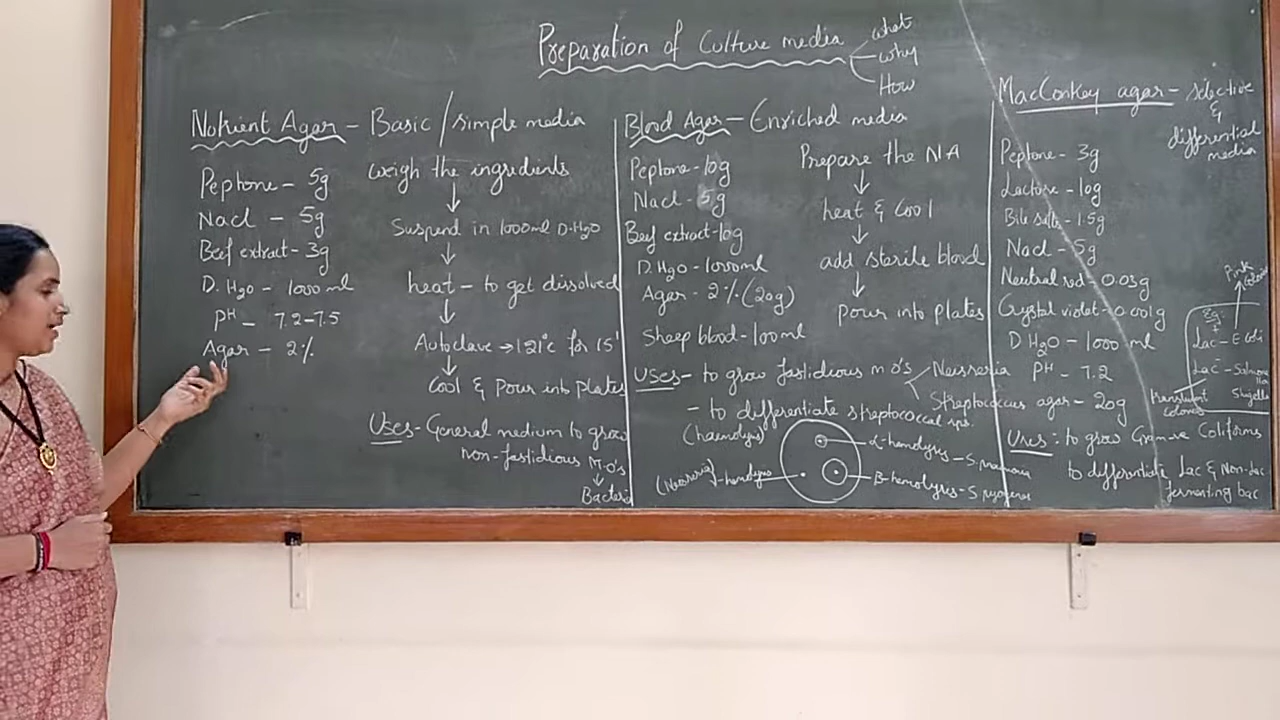 Preparation of Culture media
what
why
How
Nutrient Agar - Basic / simple media
Peptone - 5g
Nacl - 5g
Beef extract - 3g
D.H2O - 1000 ml
PH - 7.2-7.5
Agar - 2%
weigh the ingredients
Suspend in 1000ml D.H2O
heat - to get dissolved
Autoclave → 121°c for 15'
Cool & Pour into plates
Uses - General medium to grow
non-fastidious M.O's
Bacteria
Blood Agar - Enriched media
Peptone - 10g
Nacl - 5g
Beef extract - 10g
D.H2O - 1000ml
Agar - 2% (20g)
Sheep blood - 100ml
Prepare the NA
heat & Cool
add sterile blood
pour into plates
Uses - to grow fastidious m o's
Neisseria
Streptococcus
- to differentiate streptococcal sps.
(haemolysis)
α-hemolysis - S.
β-hemolysis - S pyogenes
(Neisseria) γ-hemolysis
MacConkey agar - selective
&
differential
media
Peptone - 3g
Lactose - 10g
Bile salts - 1.5g
Nacl - 5g
Neutral red - 0.03g
Crystal violet - 0.001g
D H2O - 1000 ml
PH - 7.2
agar - 20g
Pink
Eg:
Lac+ - E coli
Lac- - Salmonella
Shigella
translucent
colonies
Uses: to grow Gram-ve Coliforms
to differentiate Lac & Non-Lac
fermenting bac